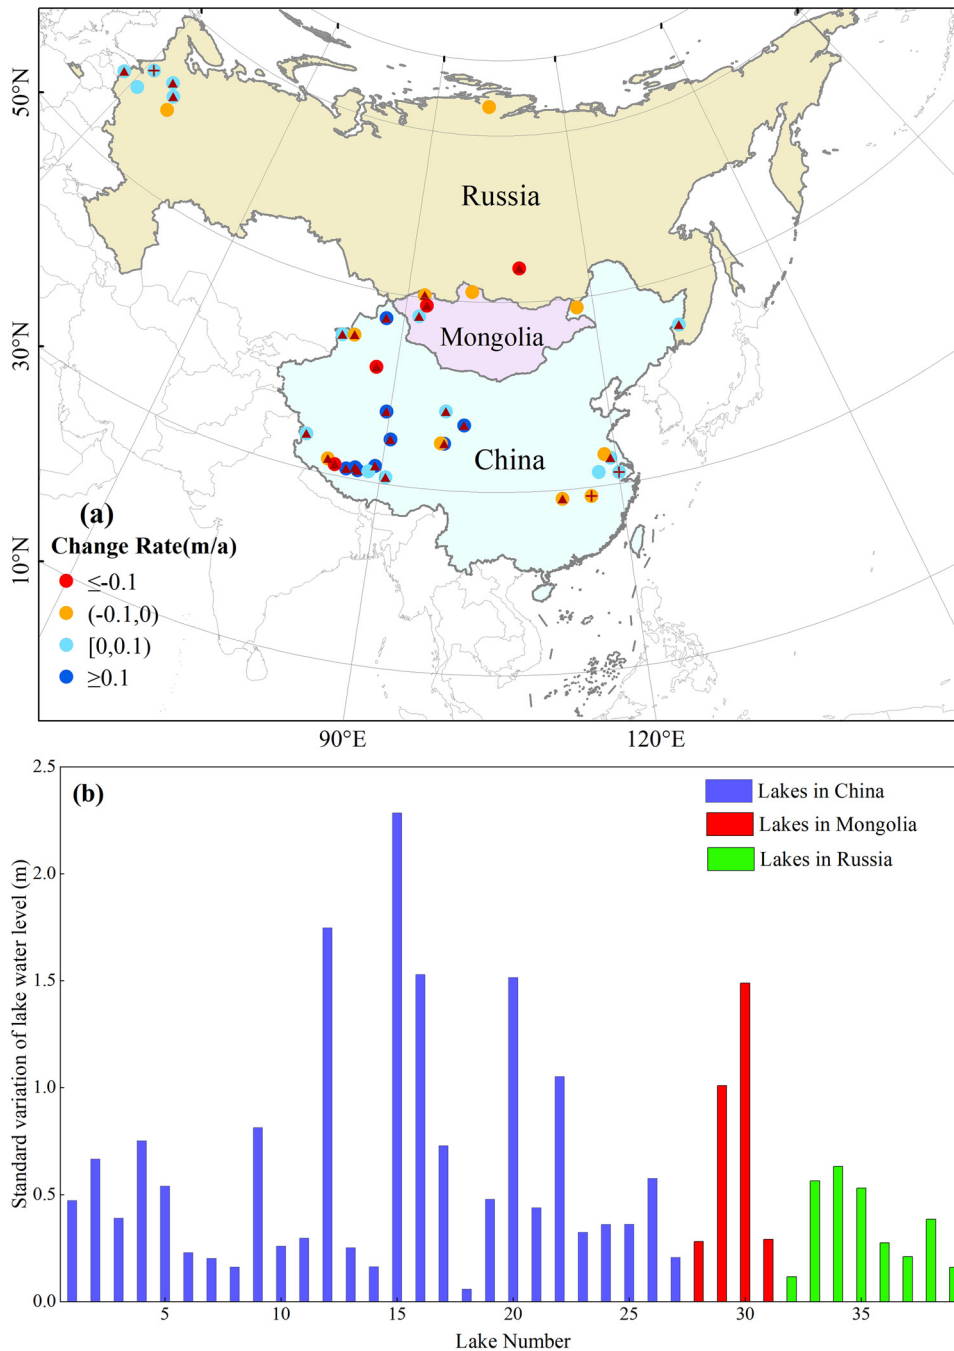 50°N
30°N
10°N
Russia
Mongolia
China
(a)
Change Rate(m/a)
≤-0.1
(-0.1,0)
[0,0.1)
≥0.1
90°E
120°E
(b)
Lakes in China
Lakes in Mongolia
Lakes in Russia
Standard variation of lake water level (m)
2.5
2.0
1.5
1.0
0.5
0.0
5
10
15
20
25
30
35
Lake Number